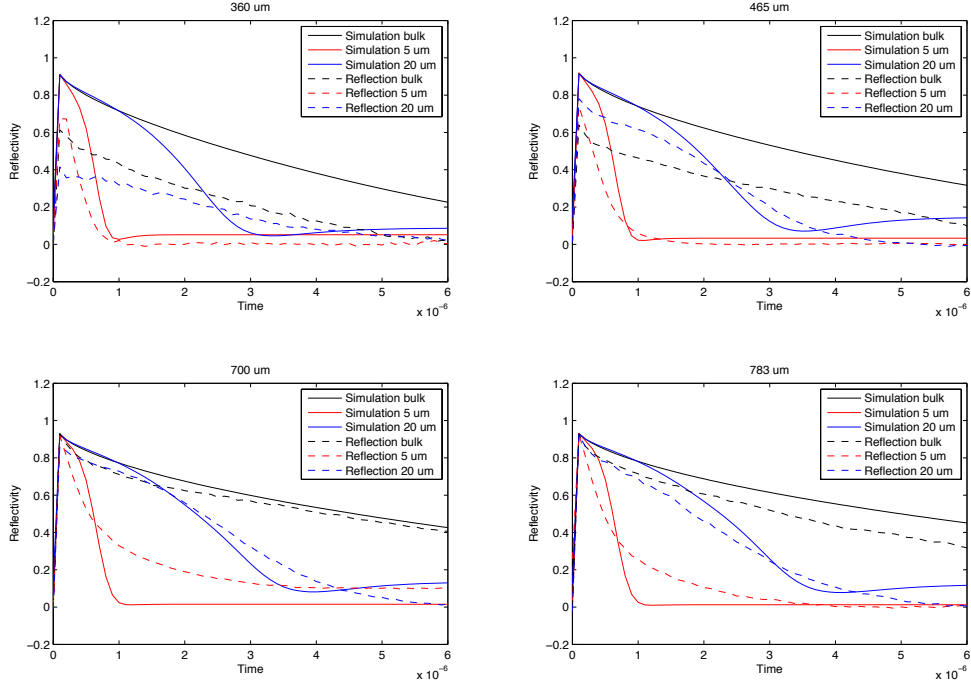 360 um
1.2
1
0.8
0.6
0.4
0.2
0
−0.2
Reflectivity
0 1 2 3 4 5 6
Time
x 10⁻⁶
Simulation bulk
Simulation 5 um
Simulation 20 um
Reflection bulk
Reflection 5 um
Reflection 20 um
465 um
1.2
1
0.8
0.6
0.4
0.2
0
−0.2
Reflectivity
0 1 2 3 4 5 6
Time
x 10⁻⁶
Simulation bulk
Simulation 5 um
Simulation 20 um
Reflection bulk
Reflection 5 um
Reflection 20 um
700 um
1.2
1
0.8
0.6
0.4
0.2
0
−0.2
Reflectivity
0 1 2 3 4 5 6
Time
x 10⁻⁶
Simulation bulk
Simulation 5 um
Simulation 20 um
Reflection bulk
Reflection 5 um
Reflection 20 um
783 um
1.2
1
0.8
0.6
0.4
0.2
0
−0.2
Reflectivity
0 1 2 3 4 5 6
Time
x 10⁻⁶
Simulation bulk
Simulation 5 um
Simulation 20 um
Reflection bulk
Reflection 5 um
Reflection 20 um